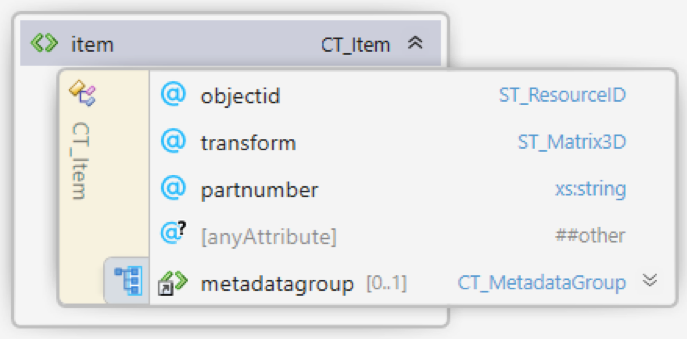 item CT_Item
CT_Item
@ objectid ST_ResourceID
@ transform ST_Matrix3D
@ partnumber xs:string
@? [anyAttribute] ##other
metadatagroup [0..1] CT_MetadataGroup